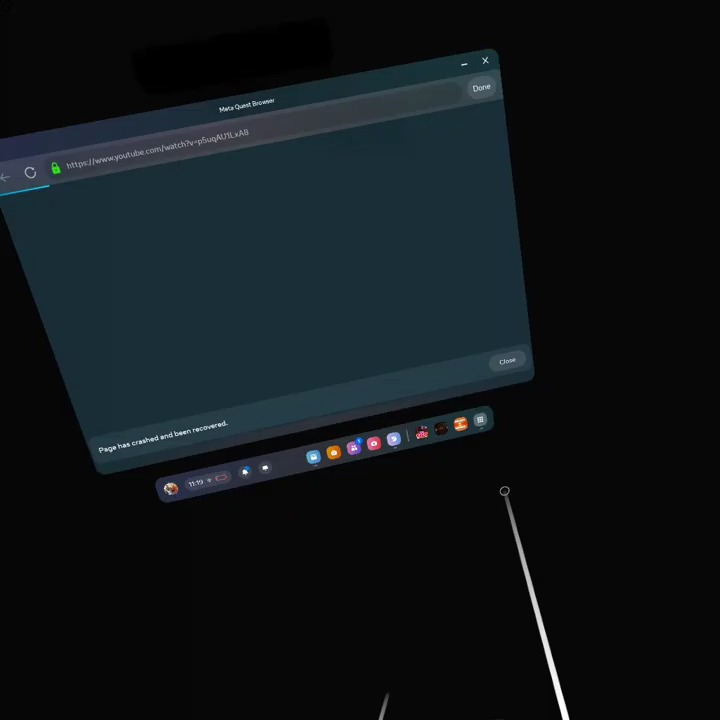 Meta Quest Browser
Done
https://www.youtube.com/watch?v=p5uqAU1LxA8
Close
Page has crashed and been recovered.
11:19